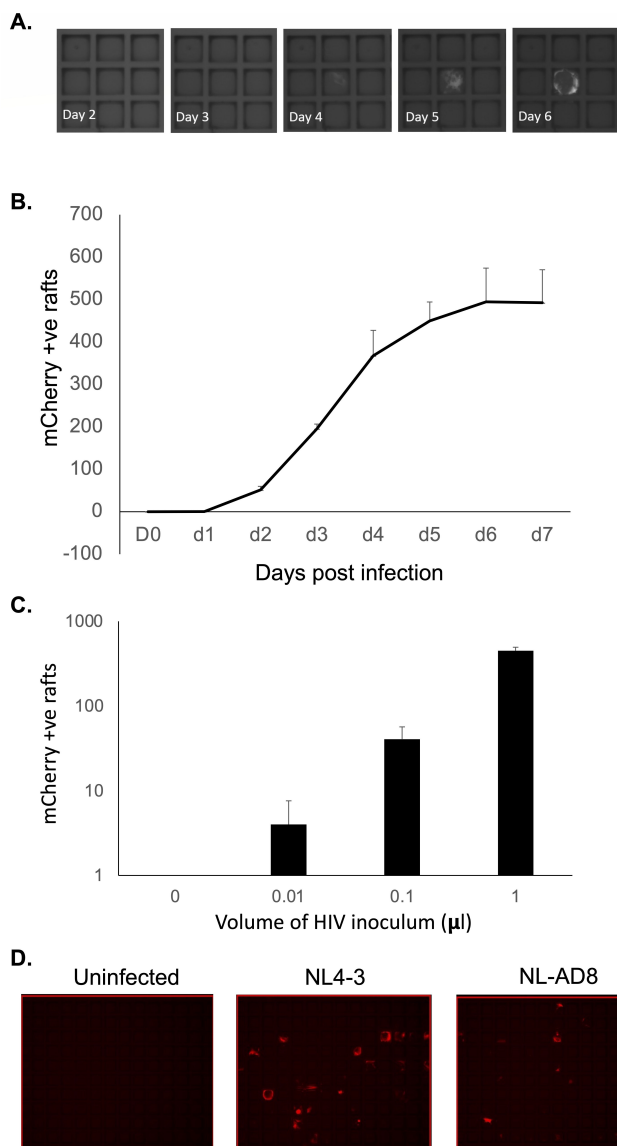 A.
Day 2 Day 3 Day 4 Day 5 Day 6
B.
mCherry +ve rafts
700
600
500
400
300
200
100
0
-100
D0 d1 d2 d3 d4 d5 d6 d7
Days post infection
C.
mCherry +ve rafts
1000
100
10
1
0 0.01 0.1 1
Volume of HIV inoculum (μl)
D.
Uninfected NL4-3 NL-AD8